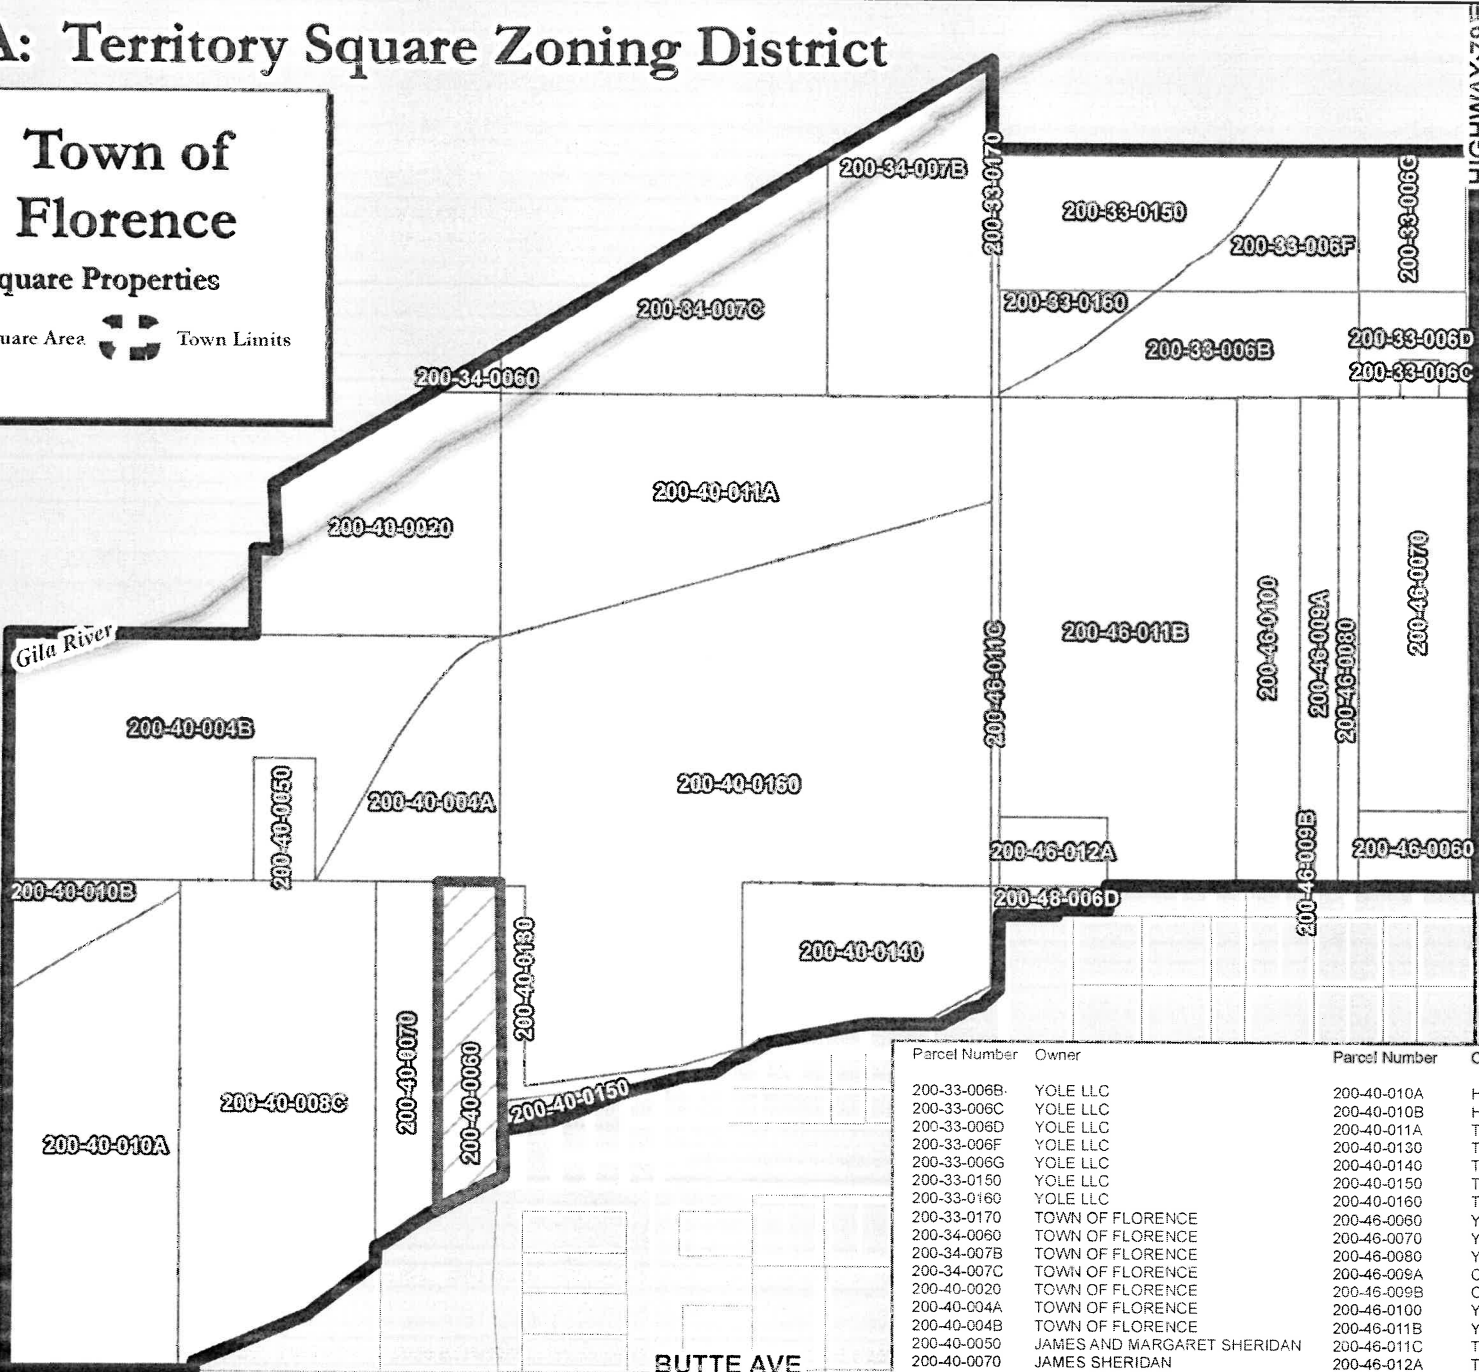 A: Territory Square Zoning District
HIGHWAY 79
Town of
Florence
quare Properties
uare Area Town Limits
200-34-007B
200-33-0170
200-33-0150
200-33-006F
200-33-006G
200-34-007C
200-33-0160
200-33-006B
200-33-006D
200-33-006C
200-34-0060
200-40-011A
200-40-0020
200-46-0070
200-46-0100
200-46-009A
200-46-0080
200-46-011B
200-46-011C
Gila River
200-40-004B
200-40-0050
200-40-004A
200-40-0160
200-46-012A
200-46-009B
200-46-0060
200-40-010B
200-48-006D
200-40-0130
200-40-0140
200-40-0070
200-40-0060
200-40-0150
200-40-008C
200-40-010A
BUTTE AVE
Parcel Number Owner Parcel Number
200-33-006B YOLE LLC 200-40-010A H
200-33-006C YOLE LLC 200-40-010B H
200-33-006D YOLE LLC 200-40-011A T
200-33-006F YOLE LLC 200-40-0130 T
200-33-006G YOLE LLC 200-40-0140 T
200-33-0150 YOLE LLC 200-40-0150 T
200-33-0160 YOLE LLC 200-40-0160 T
200-33-0170 TOWN OF FLORENCE 200-46-0060 Y
200-34-0060 TOWN OF FLORENCE 200-46-0070 Y
200-34-007B TOWN OF FLORENCE 200-46-0080 Y
200-34-007C TOWN OF FLORENCE 200-46-009A C
200-40-0020 TOWN OF FLORENCE 200-46-009B C
200-40-004A TOWN OF FLORENCE 200-46-0100 Y
200-40-004B TOWN OF FLORENCE 200-46-011B Y
200-40-0050 JAMES AND MARGARET SHERIDAN 200-46-011C
200-40-0070 JAMES SHERIDAN 200-46-012A